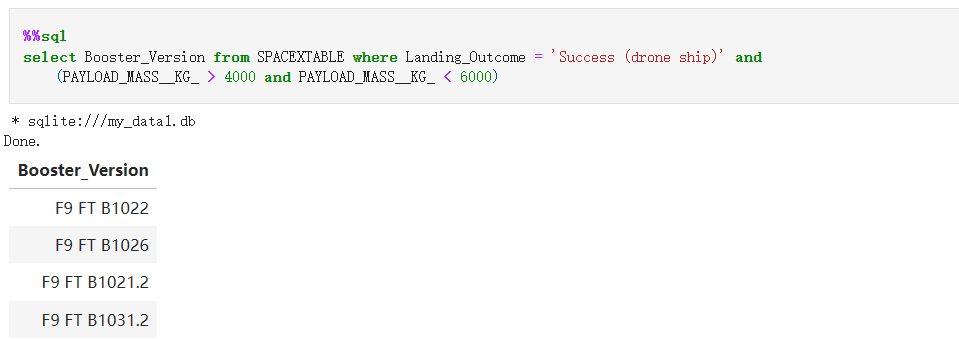 %%sql
select Booster_Version from SPACEXTABLE where Landing_Outcome = 'Success (drone ship)' and
(PAYLOAD_MASS__KG_ > 4000 and PAYLOAD_MASS__KG_ < 6000)
* sqlite:///my_data1.db
Done.
Booster_Version
F9 FT B1022
F9 FT B1026
F9 FT B1021.2
F9 FT B1031.2